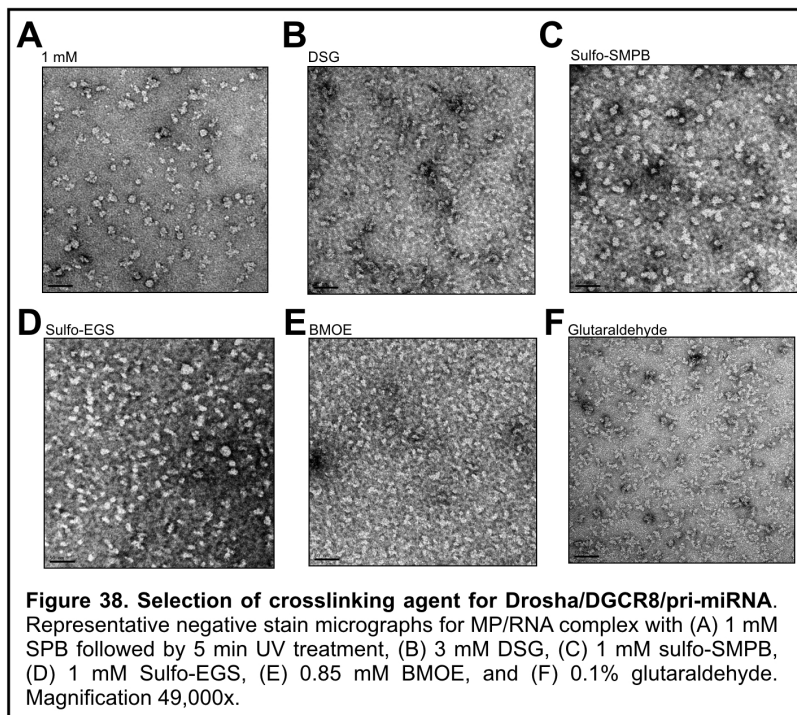 A
1 mM
B
DSG
C
Sulfo-SMPB
D
Sulfo-EGS
E
BMOE
F
Glutaraldehyde
Figure 38. Selection of crosslinking agent for Drosha/DGCR8/pri-miRNA.
Representative negative stain micrographs for MP/RNA complex with (A) 1 mM
SPB followed by 5 min UV treatment, (B) 3 mM DSG, (C) 1 mM sulfo-SMPB,
(D) 1 mM Sulfo-EGS, (E) 0.85 mM BMOE, and (F) 0.1% glutaraldehyde.
Magnification 49,000x.